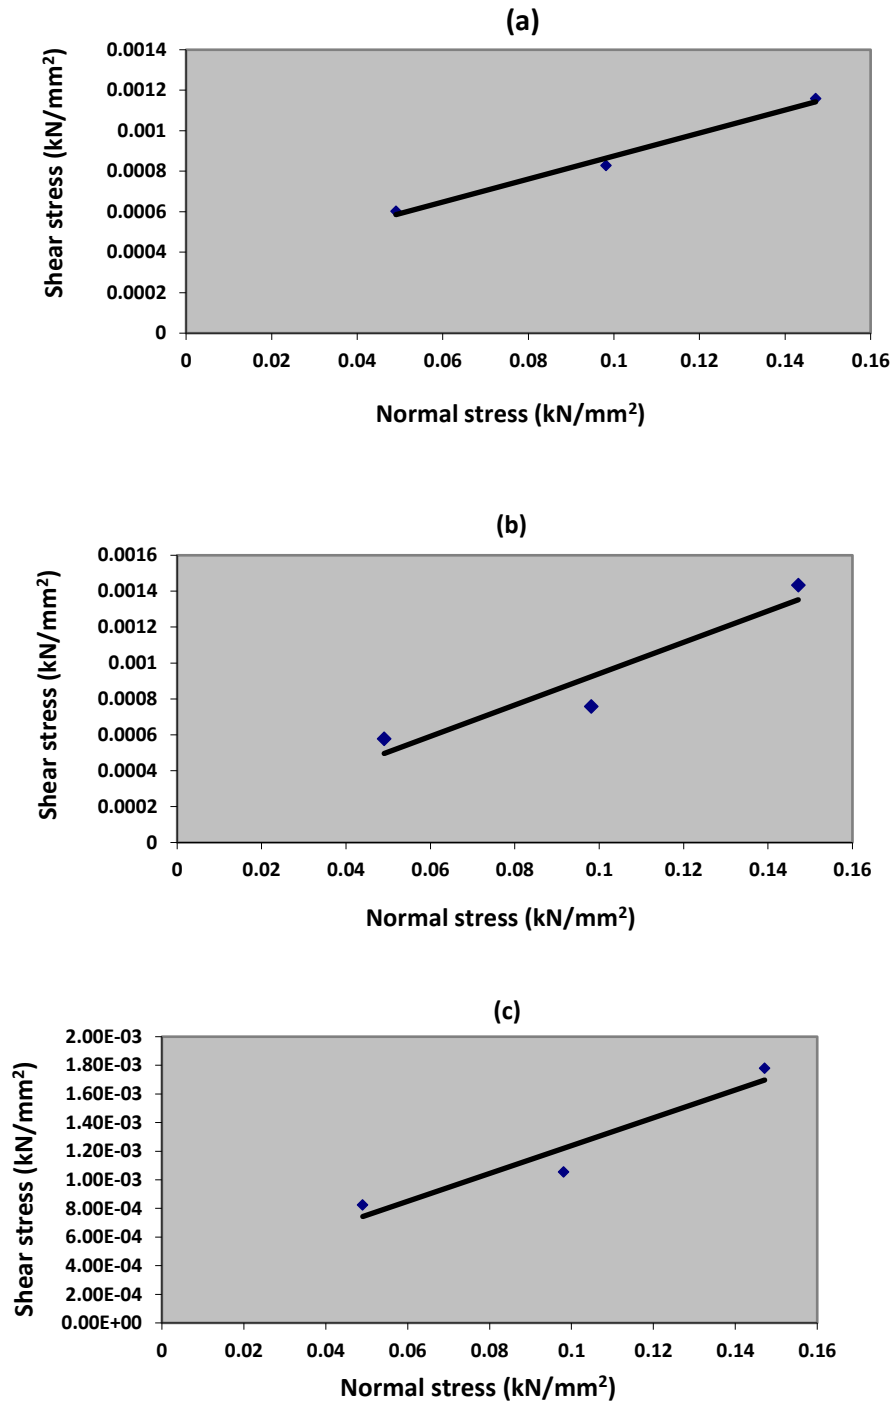 (a)
Shear stress (kN/mm²)
0.0014
0.0012
0.001
0.0008
0.0006
0.0004
0.0002
0
0 0.02 0.04 0.06 0.08 0.1 0.12 0.14 0.16
Normal stress (kN/mm²)
(b)
Shear stress (kN/mm²)
0.0016
0.0014
0.0012
0.001
0.0008
0.0006
0.0004
0.0002
0
0 0.02 0.04 0.06 0.08 0.1 0.12 0.14 0.16
Normal stress (kN/mm²)
(c)
Shear stress (kN/mm²)
2.00E-03
1.80E-03
1.60E-03
1.40E-03
1.20E-03
1.00E-03
8.00E-04
6.00E-04
4.00E-04
2.00E-04
0.00E+00
0 0.02 0.04 0.06 0.08 0.1 0.12 0.14 0.16
Normal stress (kN/mm²)